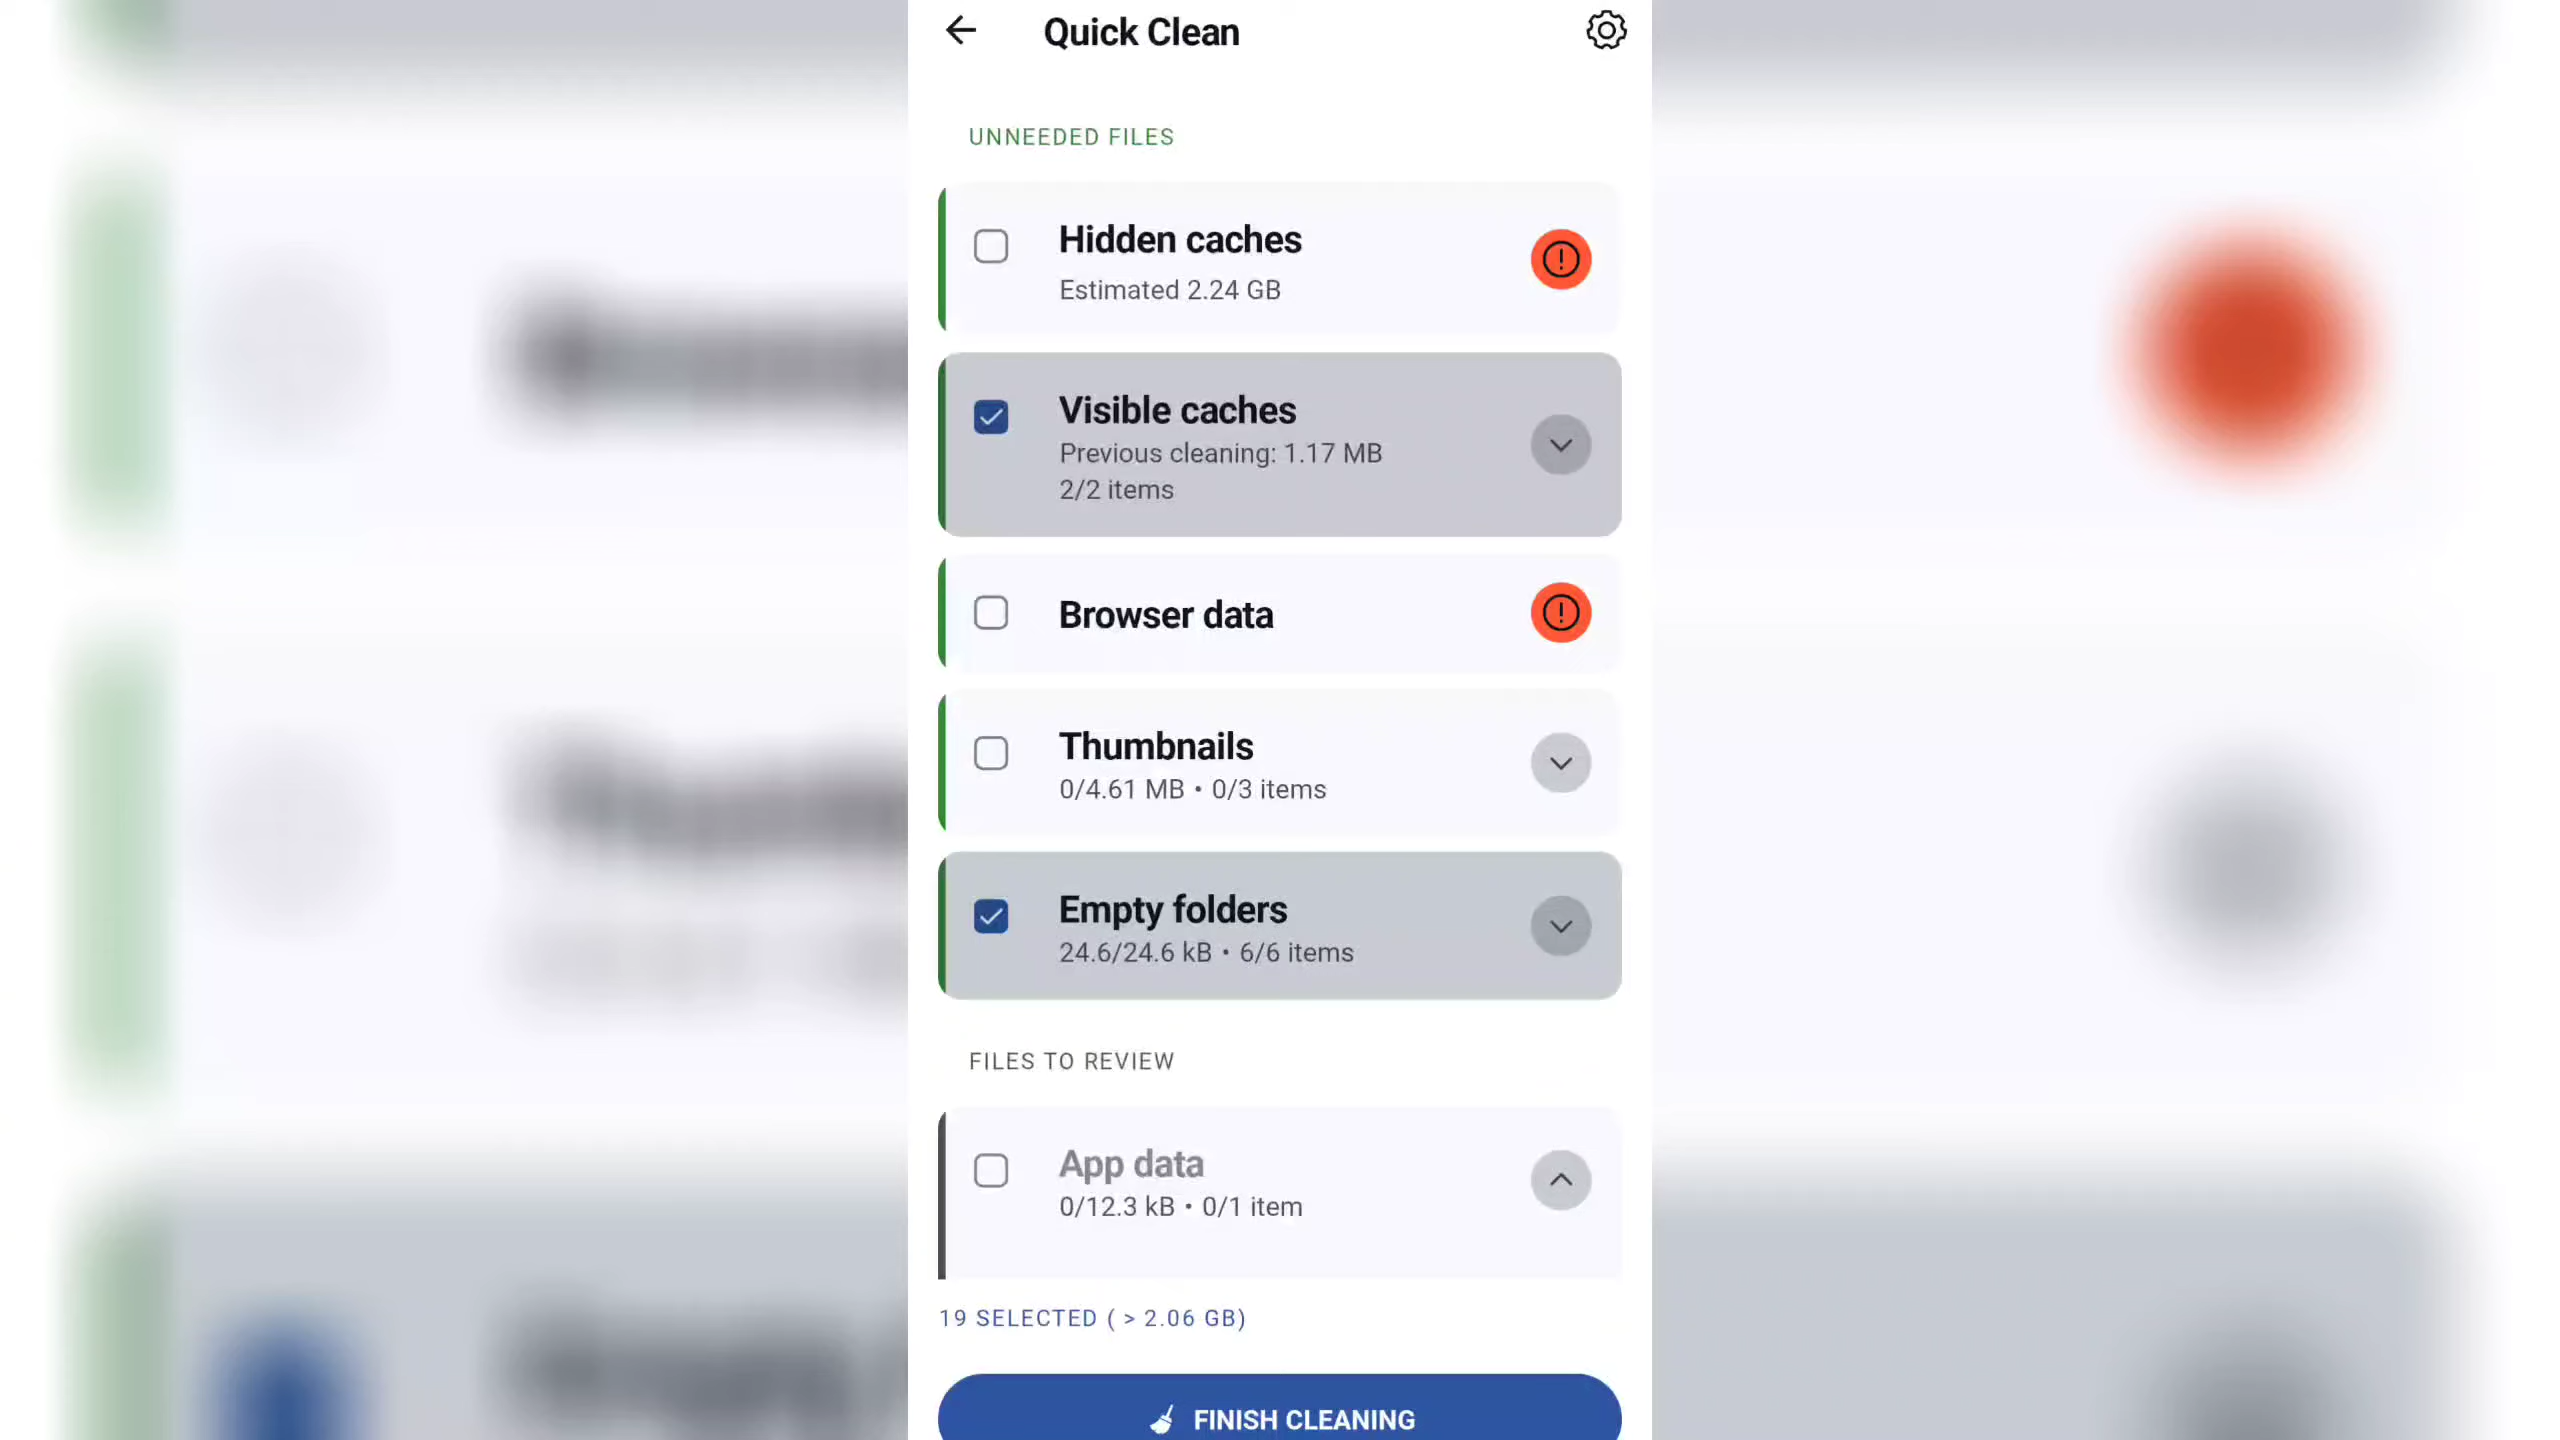 Quick Clean
UNNEEDED FILES
Hidden caches
Estimated 2.24 GB
Visible caches
Previous cleaning: 1.17 MB
2/2 items
Browser data
Thumbnails
0/4.61 MB • 0/3 items
Empty folders
24.6/24.6 kB • 6/6 items
FILES TO REVIEW
App data
0/12.3 kB • 0/1 item
19 SELECTED ( > 2.06 GB)
FINISH CLEANING